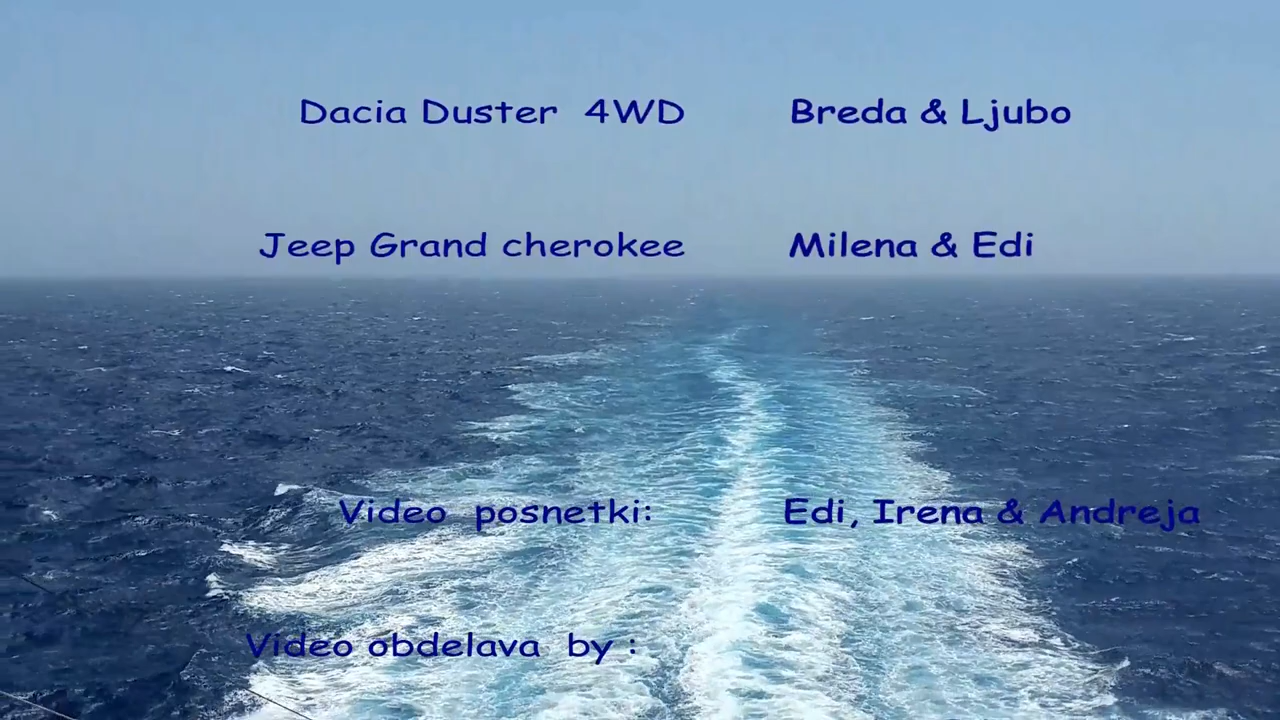 Dacia Duster  4WD  Breda & Ljubo
Jeep Grand cherokee  Milena & Edi
Video  posnetki:  Edi, Irena & Andreja
Video obdelava  by :